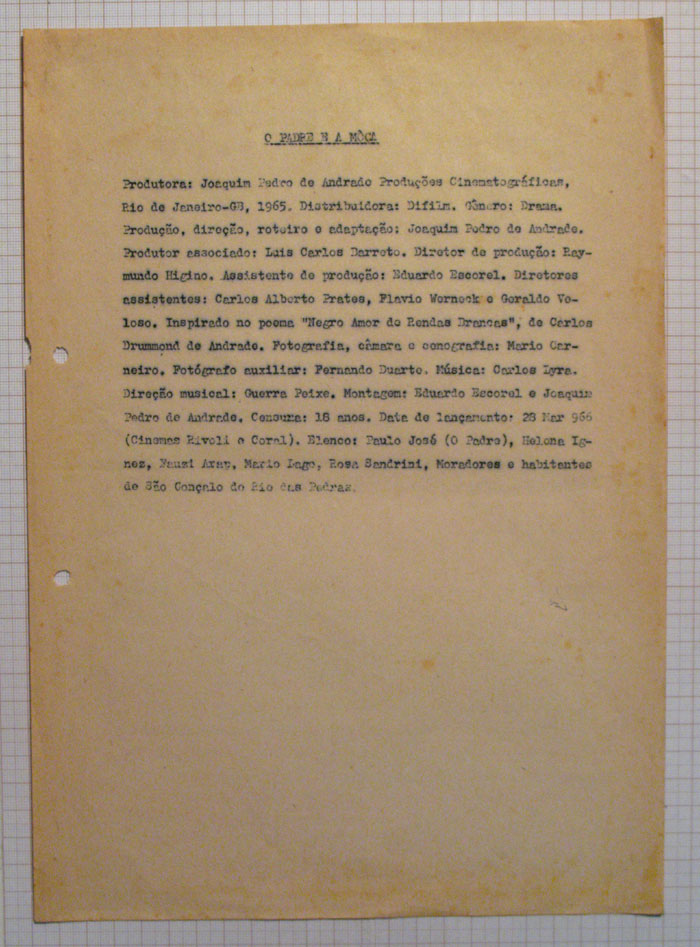 O PADRE E A MÔÇA
Produtora: Joaquim Pedro de Andrade Produções Cinematográficas,
Rio de Janeiro-GB, 1965. Distribuidora: Difilm. Gênero: Drama.
Produção, direção, roteiro e adaptação: Joaquim Pedro de Andrade.
Produtor associado: Luis Carlos Barreto. Diretor de produção: Ray-
mundo Higino. Assistente de produção: Eduardo Escorel. Diretores
assistentes: Carlos Alberto Prates, Flavio Werneck e Geraldo Ve-
loso. Inspirado no poema "Negro Amor de Rendas Brancas", de Carlos
Drummond de Andrade. Fotografia, câmara e cenografia: Mario Car-
neiro. Fotógrafo auxiliar: Fernando Duarte. Música: Carlos Lyra.
Direção musical: Guerra Peixe. Montagem: Eduardo Escorel e Joaquim
Pedro de Andrade. Censura: 18 anos. Data de lançamento: 28 Mar 966
(Cinemas Rivoli e Coral). Elenco: Paulo José (O Padre), Helena Ig-
nez, Fauzi Arap, Mario Lago, Rosa Sandrini, Moradores e habitantes
de São Gonçalo do Rio das Pedras.